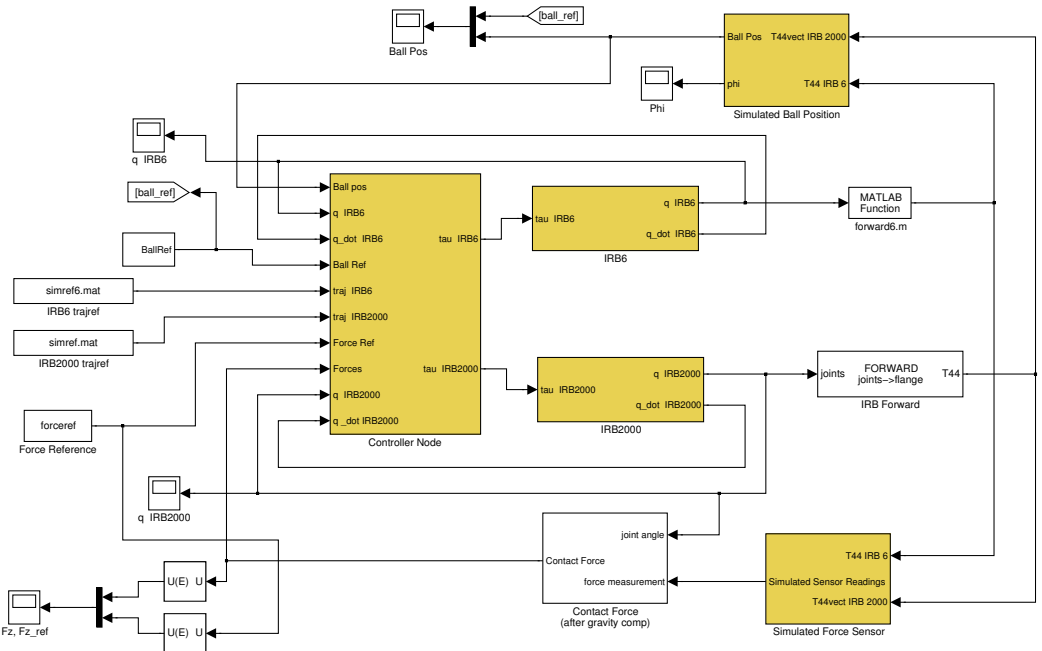 [ball_ref]
Ball Pos
Ball Pos
T44vect IRB 2000
phi
T44 IRB 6
Simulated Ball Position
Phi
q IRB6
[ball_ref]
BallRef
simref6.mat
IRB6 trajref
simref.mat
IRB2000 trajref
forceref
Force Reference
Ball pos
q IRB6
q_dot IRB6
Ball Ref
traj IRB6
traj IRB2000
Force Ref
Forces
q IRB2000
q _dot IRB2000
tau IRB6
tau IRB2000
Controller Node
tau IRB6
q IRB6
q_dot IRB6
IRB6
MATLAB
Function
forward6.m
tau IRB2000
q IRB2000
q_dot IRB2000
IRB2000
joints
FORWARD
joints->flange
T44
IRB Forward
q IRB2000
joint angle
Contact Force
force measurement
Contact Force
(after gravity comp)
T44 IRB 6
Simulated Sensor Readings
T44vect IRB 2000
Simulated Force Sensor
U(E) U
U(E) U
Fz, Fz_ref